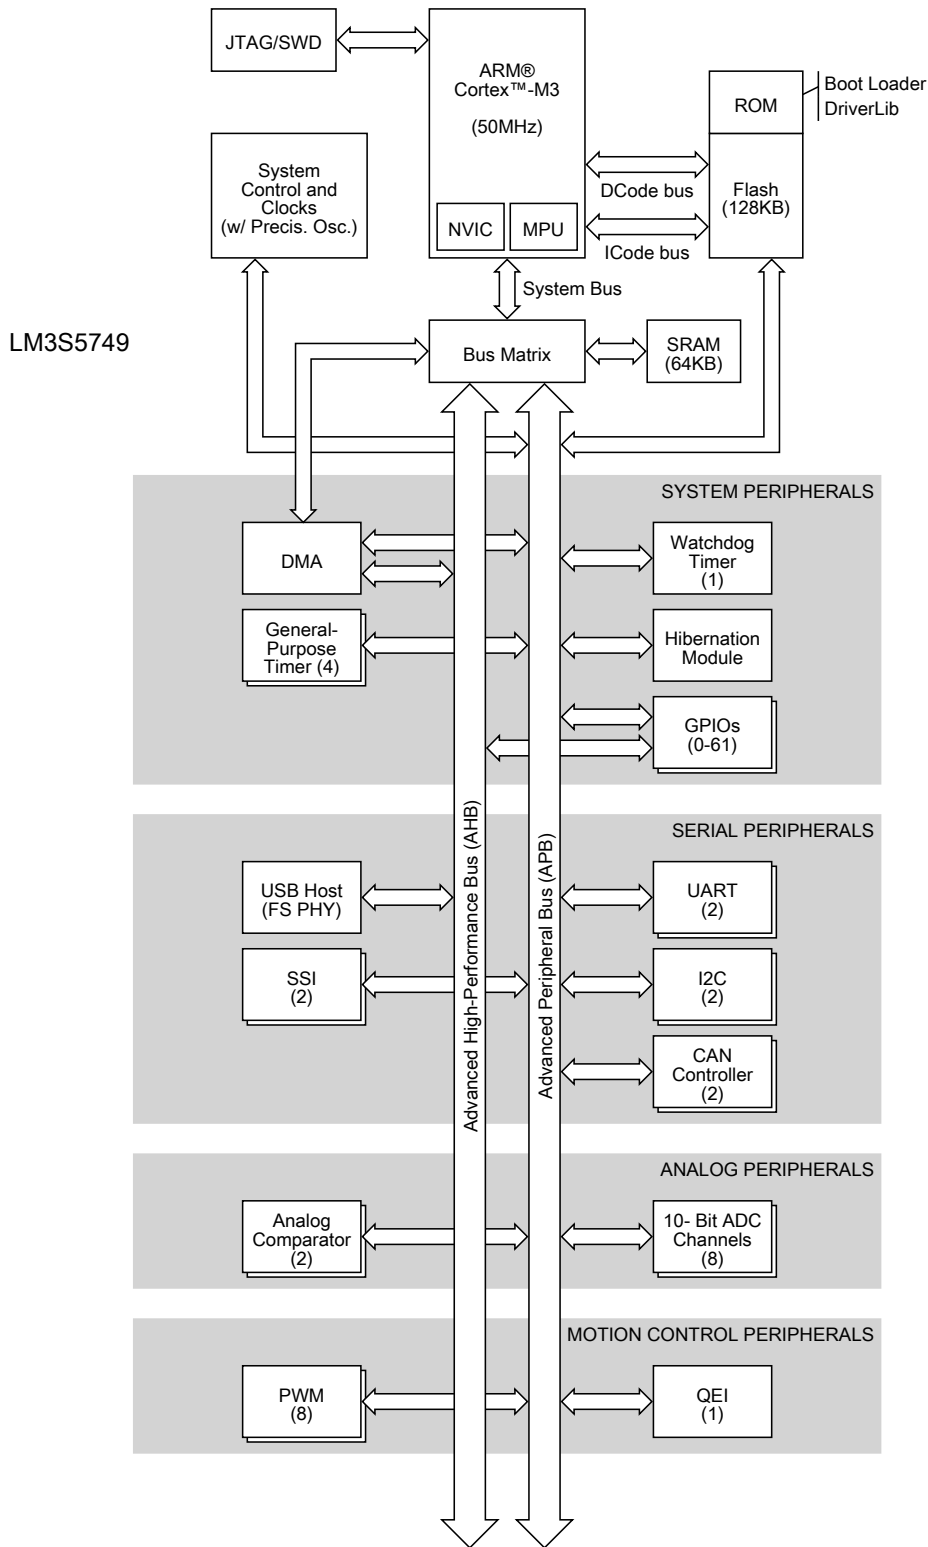 JTAG/SWD
ARM®
Cortex™-M3
(50MHz)
NVIC
MPU
ROM
Boot Loader
DriverLib
Flash
(128KB)
DCode bus
ICode bus
System
Control and
Clocks
(w/ Precis. Osc.)
System Bus
LM3S5749
Bus Matrix
SRAM
(64KB)
SYSTEM PERIPHERALS
DMA
Watchdog
Timer
(1)
General-
Purpose
Timer (4)
Hibernation
Module
GPIOs
(0-61)
Advanced High-Performance Bus (AHB)
Advanced Peripheral Bus (APB)
SERIAL PERIPHERALS
USB Host
(FS PHY)
UART
(2)
SSI
(2)
I2C
(2)
CAN
Controller
(2)
ANALOG PERIPHERALS
Analog
Comparator
(2)
10- Bit ADC
Channels
(8)
MOTION CONTROL PERIPHERALS
PWM
(8)
QEI
(1)